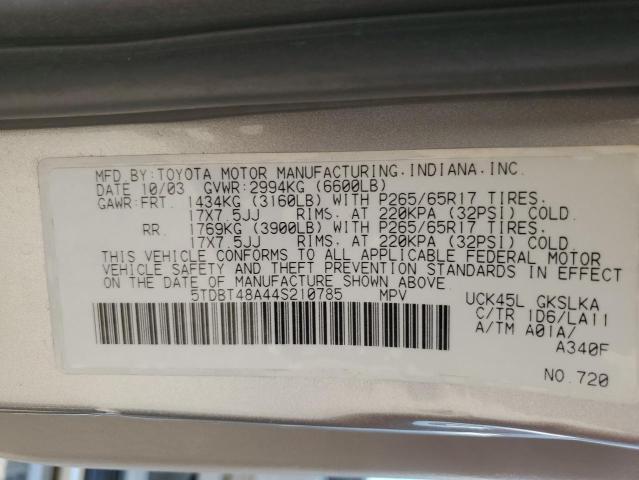 MFD.BY:TOYOTA MOTOR MANUFACTURING.INDIANA.INC.
DATE 10/03 GVWR:2994KG (6600LB)
GAWR:FRT. 1434KG (3160LB) WITH P265/65R17 TIRES.
17X7.5JJ RIMS. AT 220KPA (32PSI) COLD.
RR. 1769KG (3900LB) WITH P265/65R17 TIRES.
17X7.5JJ RIMS. AT 220KPA (32PSI) COLD.
THIS VEHICLE CONFORMS TO ALL APPLICABLE FEDERAL MOTOR
VEHICLE SAFETY AND THEFT PREVENTION STANDARDS IN EFFECT
ON THE DATE OF MANUFACTURE SHOWN ABOVE.
5TDBT48A44S210785 MPV
UCK45L GKSLKA
C/TR 1D6/LA11
A/TM A01A/
A340F
NO.720